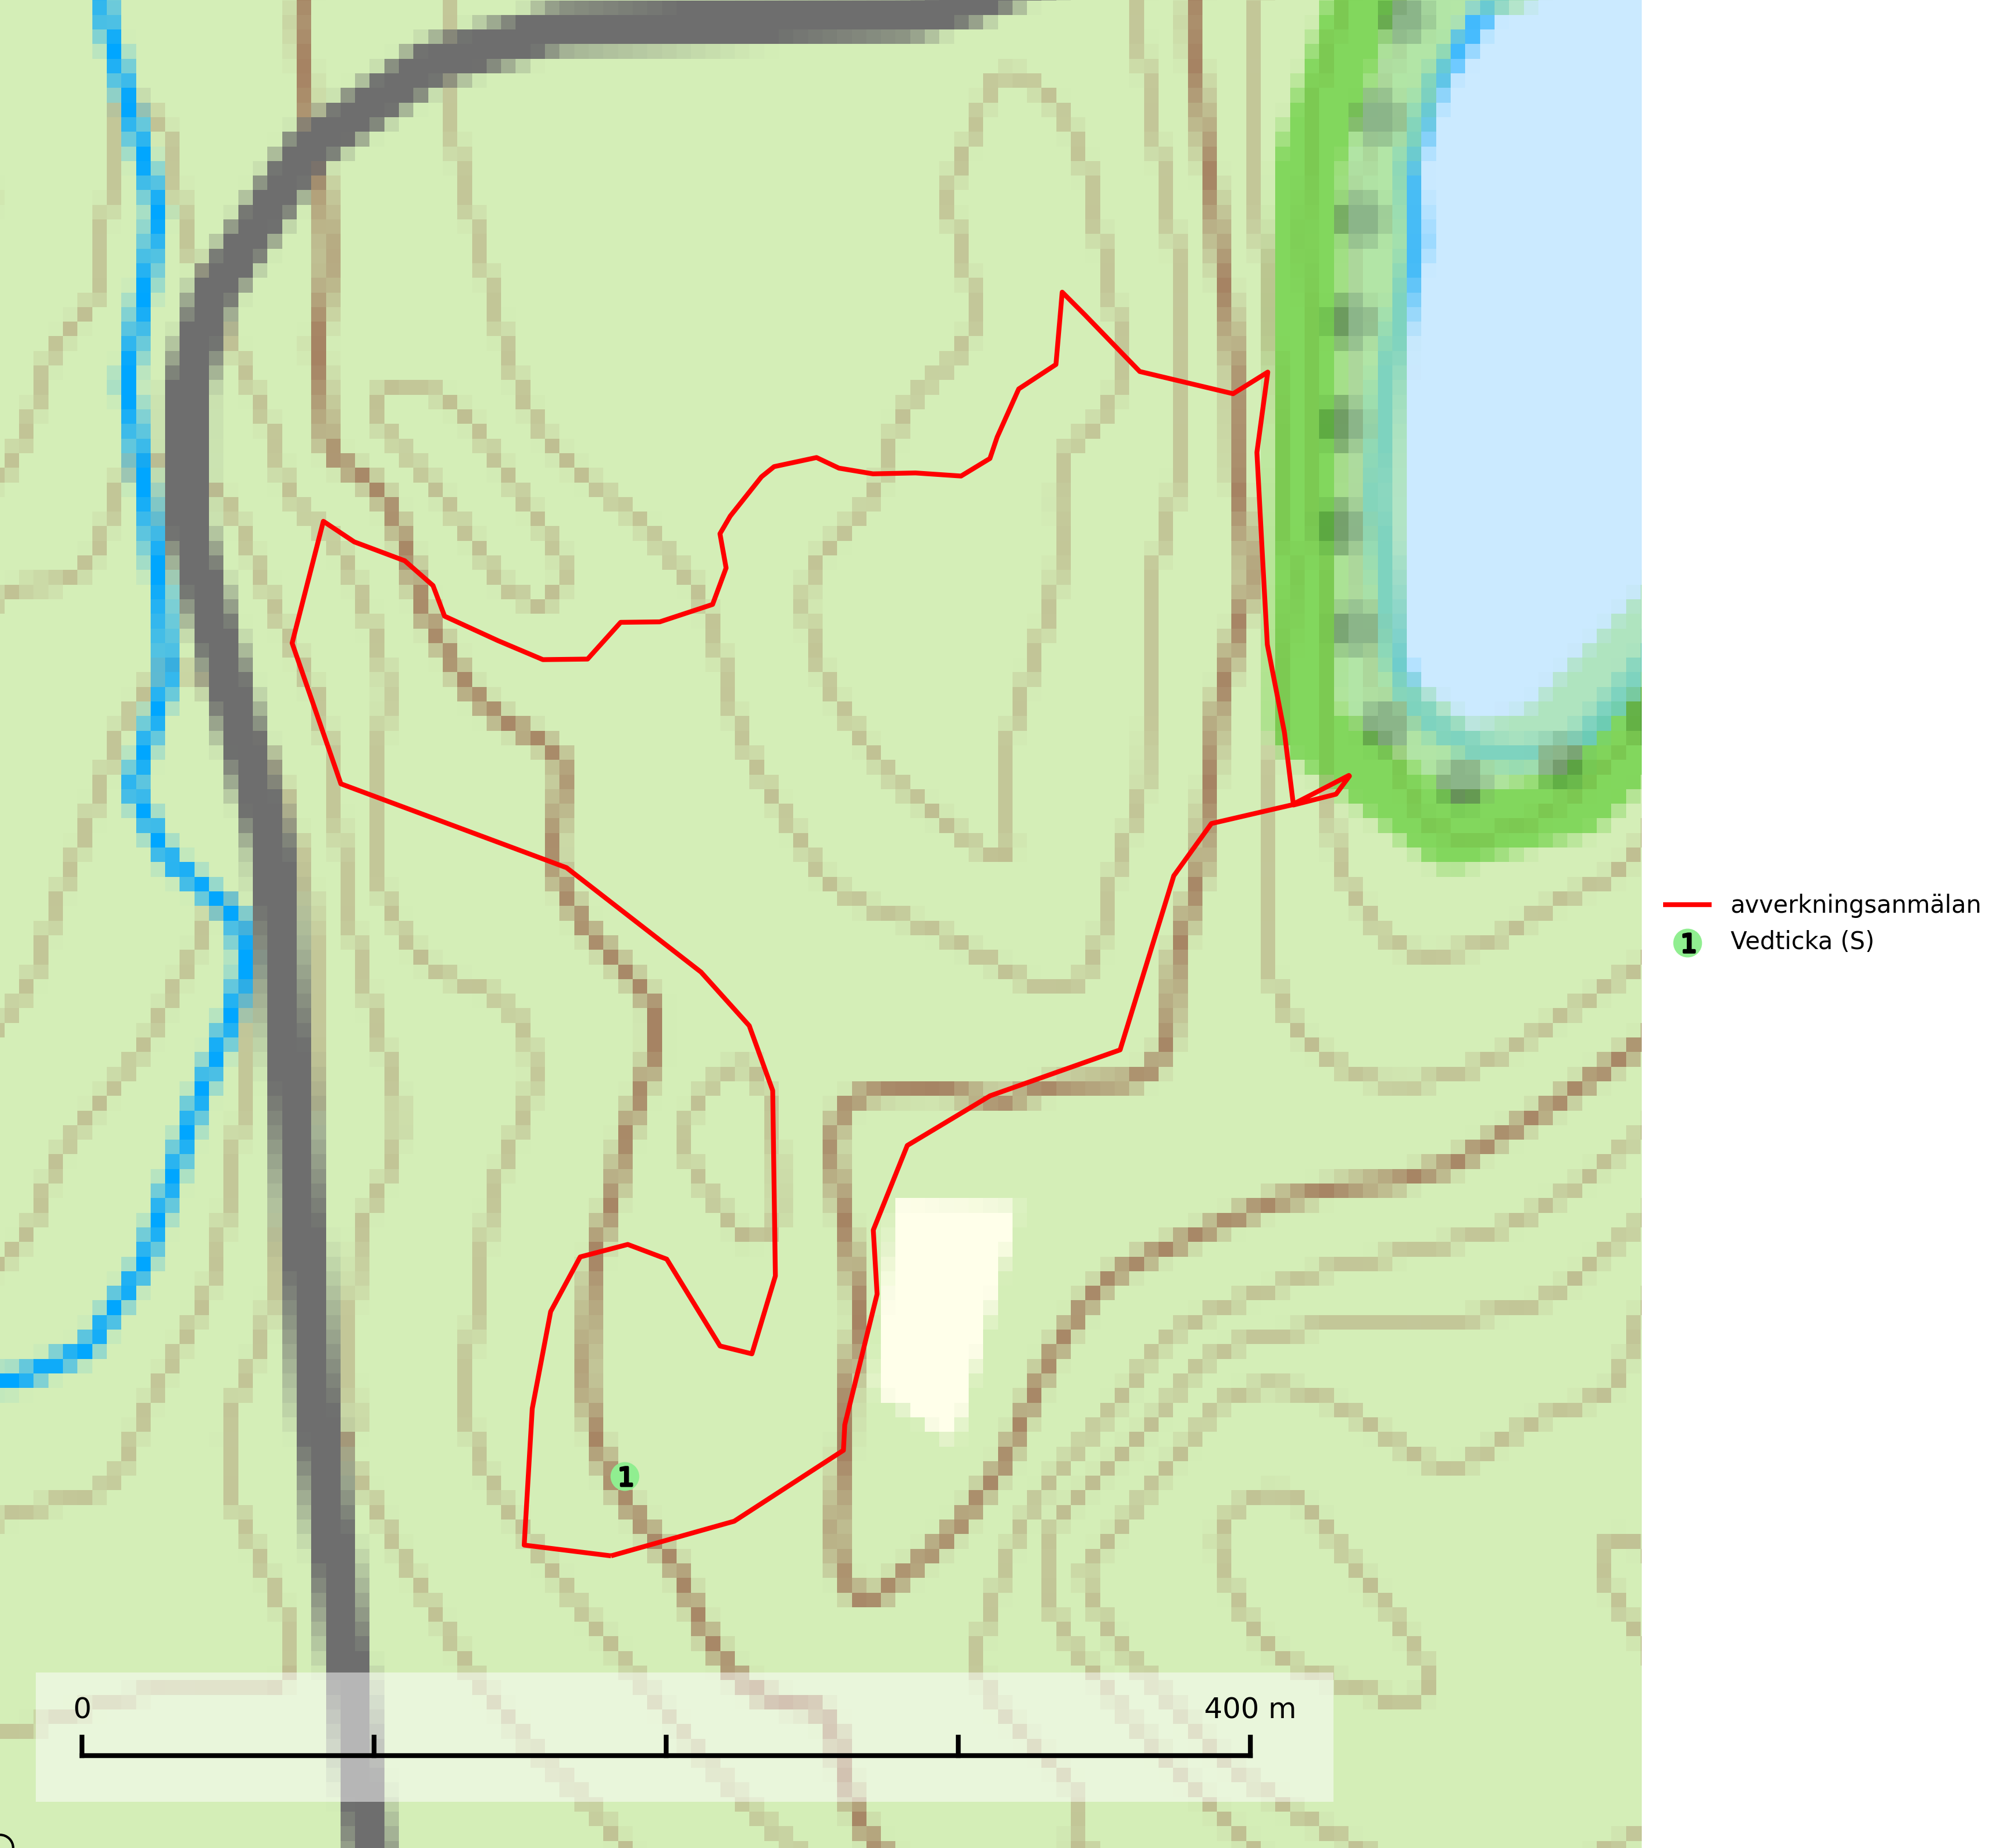 avverkningsanmälan
1 Vedticka (S)
1
0 400 m